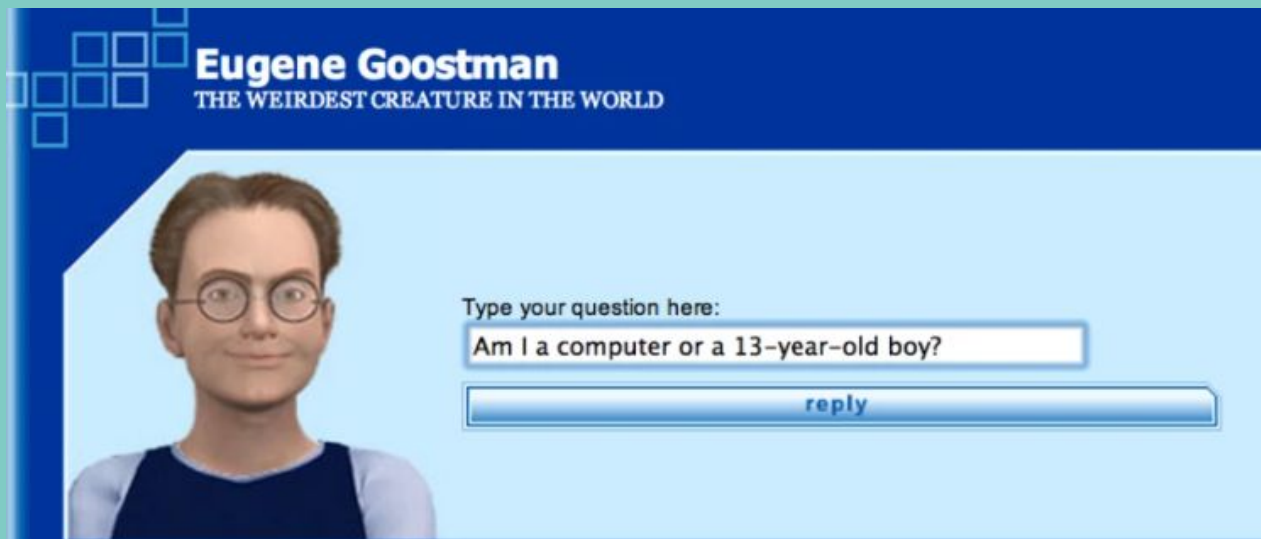 Eugene Goostman
THE WEIRDEST CREATURE IN THE WORLD
Type your question here:
Am I a computer or a 13-year-old boy?
reply